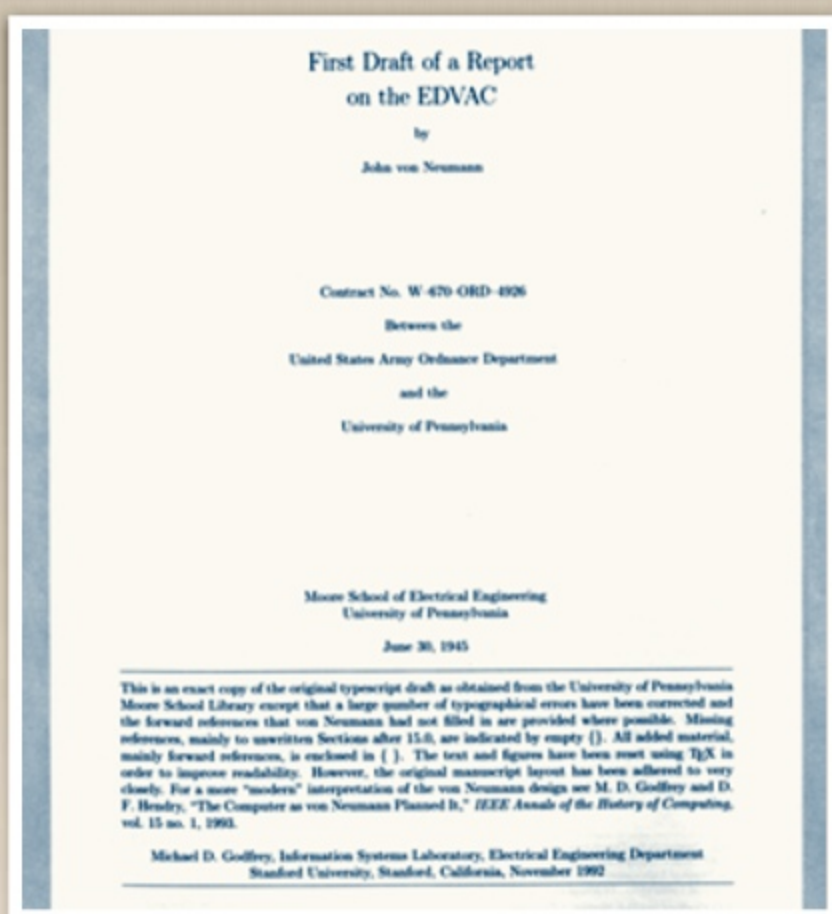 First Draft of a Report
on the EDVAC
by
John von Neumann
Contract No. W–670–ORD–4926
Between the
United States Army Ordnance Department
and the
University of Pennsylvania
Moore School of Electrical Engineering
University of Pennsylvania
June 30, 1945
This is an exact copy of the original typescript draft as obtained from the University of Pennsylvania
Moore School Library except that a large number of typographical errors have been corrected and
the forward references that von Neumann had not filled in are provided where possible. Missing
references, mainly to unwritten Sections after 15.0, are indicated by empty {}. All added material,
mainly forward references, is enclosed in { }. The text and figures have been reset using TEX in
order to improve readability. However, the original manuscript layout has been adhered to very
closely. For a more “modern” interpretation of the von Neumann design see M. D. Godfrey and D.
F. Hendry, “The Computer as von Neumann Planned It,” IEEE Annals of the History of Computing,
vol. 15 no. 1, 1993.
Michael D. Godfrey, Information Systems Laboratory, Electrical Engineering Department
Stanford University, Stanford, California, November 1992